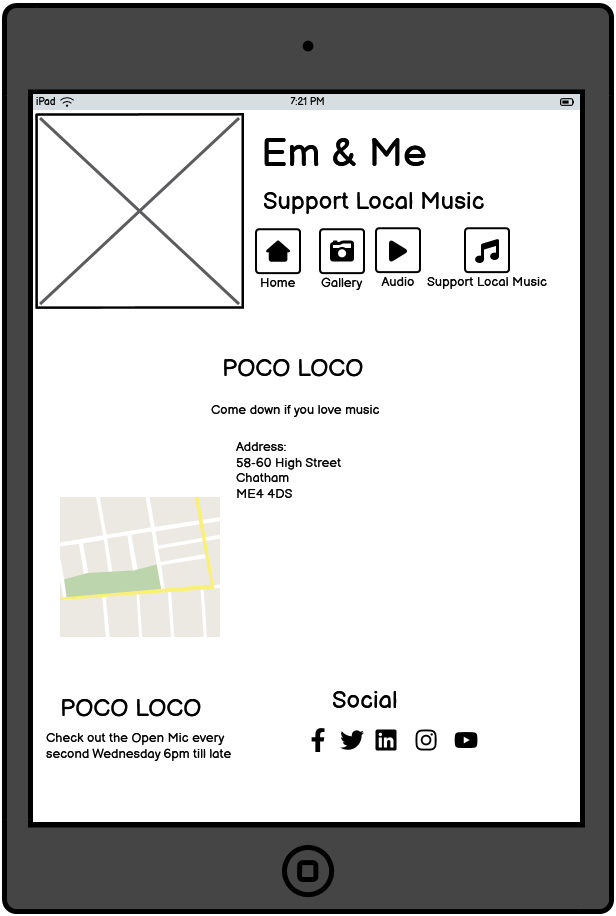 iPad
7:21 PM
Em & Me
Support Local Music
Home
Gallery
Audio
Support Local Music
POCO LOCO
Come down if you love music
Address:
58-60 High Street
Chatham
ME4 4DS
POCO LOCO
Check out the Open Mic every
second Wednesday 6pm till late
Social